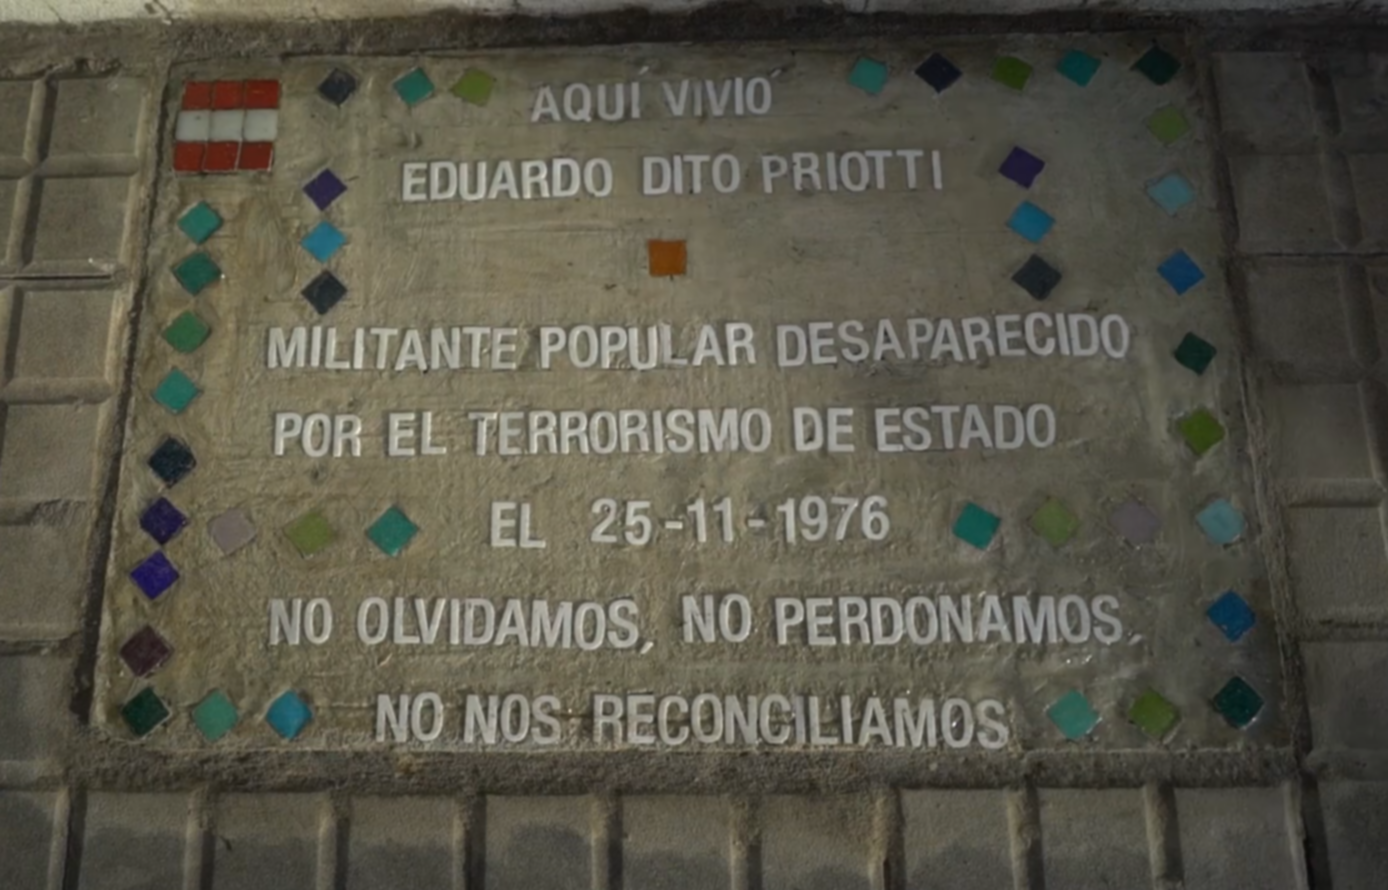 AQUÍ VIVIÓ
EDUARDO DITO PRIOTTI
MILITANTE POPULAR DESAPARECIDO
POR EL TERRORISMO DE ESTADO
EL 25-11-1976
NO OLVIDAMOS, NO PERDONAMOS,
NO NOS RECONCILIAMOS